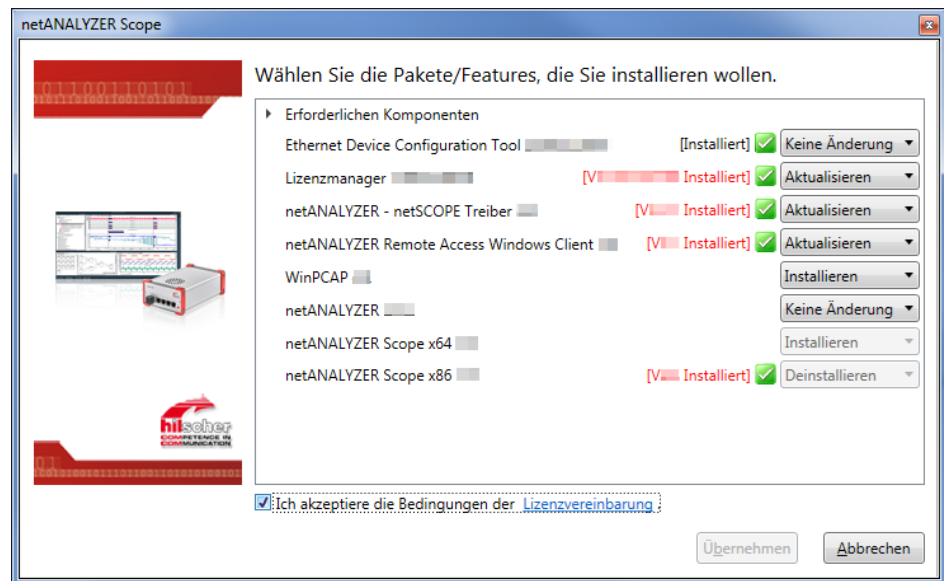 netANALYZER Scope
Wählen Sie die Pakete/Features, die Sie installieren wollen.
Erforderlichen Komponenten
Ethernet Device Configuration Tool [Installiert] Keine Änderung
Lizenzmanager [V Installiert] Aktualisieren
netANALYZER - netSCOPE Treiber [V Installiert] Aktualisieren
netANALYZER Remote Access Windows Client [V Installiert] Aktualisieren
WinPCAP Installieren
netANALYZER Keine Änderung
netANALYZER Scope x64 Installieren
netANALYZER Scope x86 [V Installiert] Deinstallieren
hilscher
COMPETENCE IN
COMMUNICATION
Ich akzeptiere die Bedingungen der Lizenzvereinbarung .
Übernehmen Abbrechen